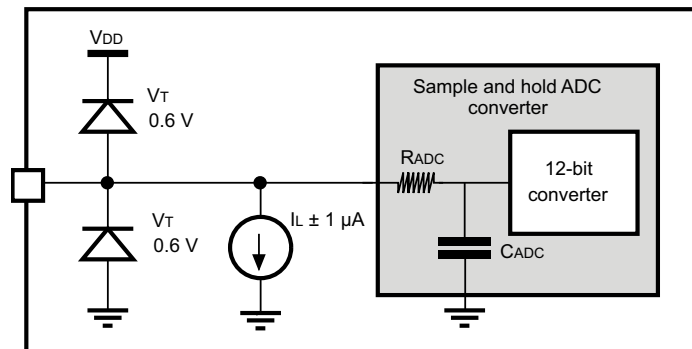 VDD
VT
0.6 V
Sample and hold ADC
converter
RADC
12-bit
converter
VT
0.6 V
IL ± 1 μA
CADC